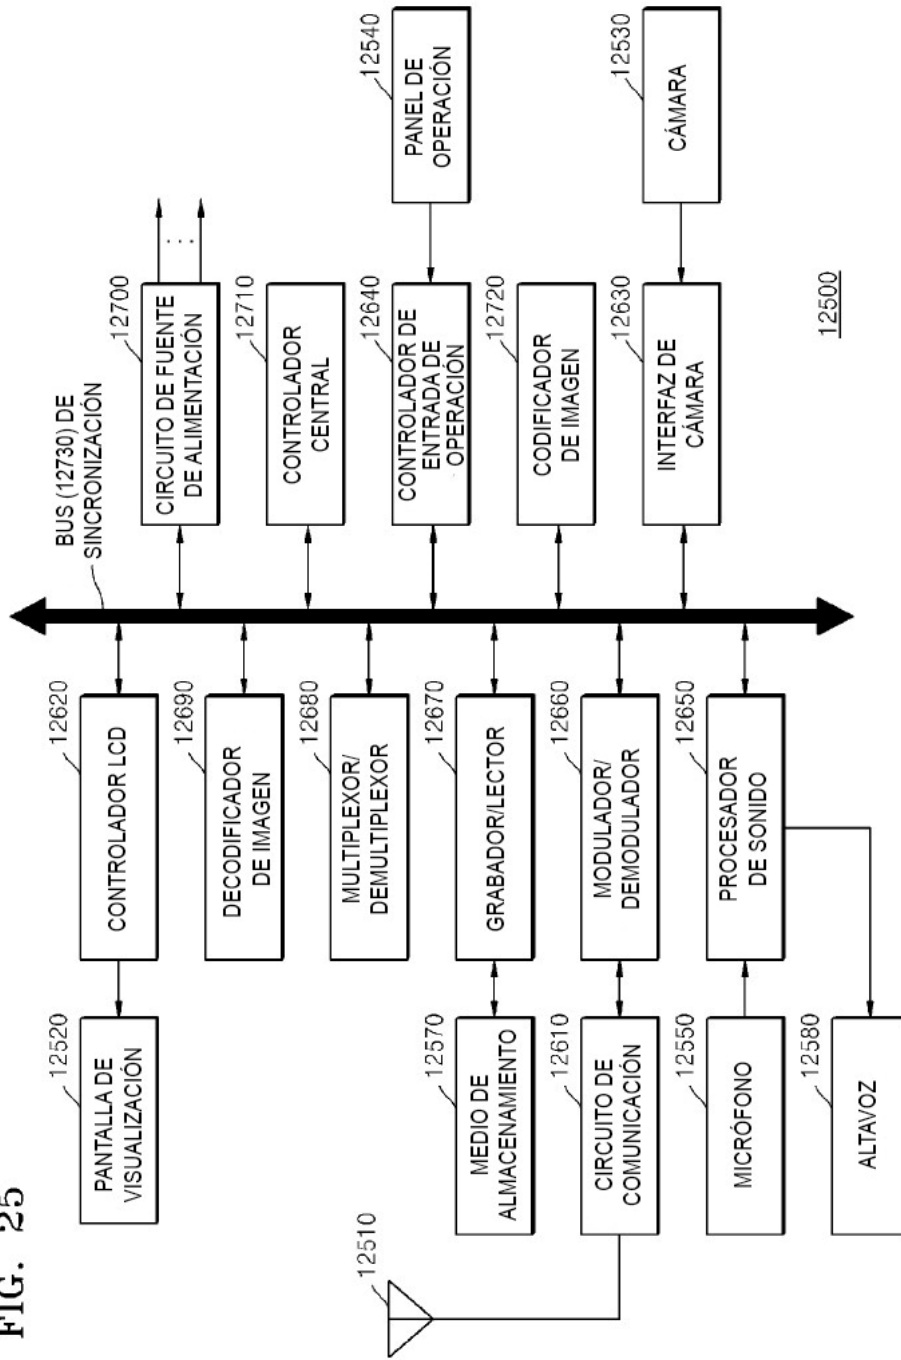 FIG. 25
12510
12520
PANTALLA DE
VISUALIZACIÓN
12620
CONTROLADOR LCD
BUS (12730) DE
SINCRONIZACIÓN
12700
CIRCUITO DE FUENTE
DE ALIMENTACIÓN
...
12690
DECODIFICADOR
DE IMAGEN
12710
CONTROLADOR
CENTRAL
12680
MULTIPLEXOR/
DEMULTIPLEXOR
12640
CONTROLADOR DE
ENTRADA DE
OPERACIÓN
12540
PANEL DE
OPERACIÓN
12570
MEDIO DE
ALMACENAMIENTO
12670
GRABADOR/LECTOR
12720
CODIFICADOR
DE IMAGEN
12610
CIRCUITO DE
COMUNICACIÓN
12660
MODULADOR/
DEMODULADOR
12630
INTERFAZ DE
CÁMARA
12530
CÁMARA
12550
MICRÓFONO
12650
PROCESADOR
DE SONIDO
12580
ALTAVOZ
12500